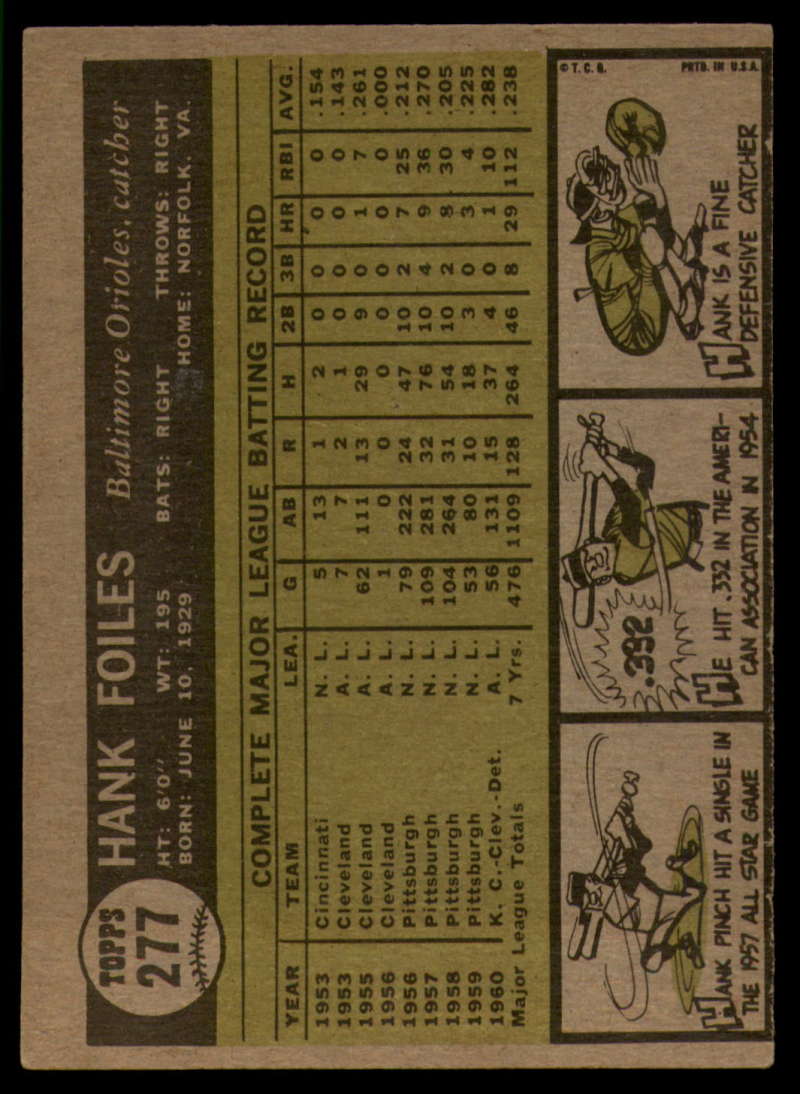 TOPPS
277
HANK FOILES Baltimore Orioles, catcher
HT: 6'0" WT: 195 BATS: RIGHT THROWS: RIGHT
BORN: JUNE 10, 1929 HOME: NORFOLK, VA.
COMPLETE MAJOR LEAGUE BATTING RECORD
YEAR TEAM LEA. G AB R H 2B 3B HR RBI AVG.
1953 Cincinnati N. L. 5 13 1 2 0 0 0 0 .154
1953 Cleveland A. L. 7 7 2 1 0 0 0 0 .143
1955 Cleveland A. L. 62 111 13 29 9 0 1 7 .261
1956 Cleveland A. L. 1 0 0 0 0 0 0 0 .000
1956 Pittsburgh N. L. 79 222 24 47 10 2 7 25 .212
1957 Pittsburgh N. L. 109 281 32 76 10 4 9 36 .270
1958 Pittsburgh N. L. 104 264 31 54 10 2 8 30 .205
1959 Pittsburgh N. L. 53 80 10 18 3 0 3 4 .225
1960 K. C.-Clev.-Det. A. L. 56 131 15 37 4 0 1 10 .282
Major League Totals 7 Yrs. 476 1109 128 264 46 8 29 112 .238
HANK PINCH HIT A SINGLE IN
THE 1957 ALL STAR GAME
.392
HE HIT .332 IN THE AMERI-
CAN ASSOCIATION IN 1954
© T. C. G. PRTD. IN U.S.A.
HANK IS A FINE
DEFENSIVE CATCHER